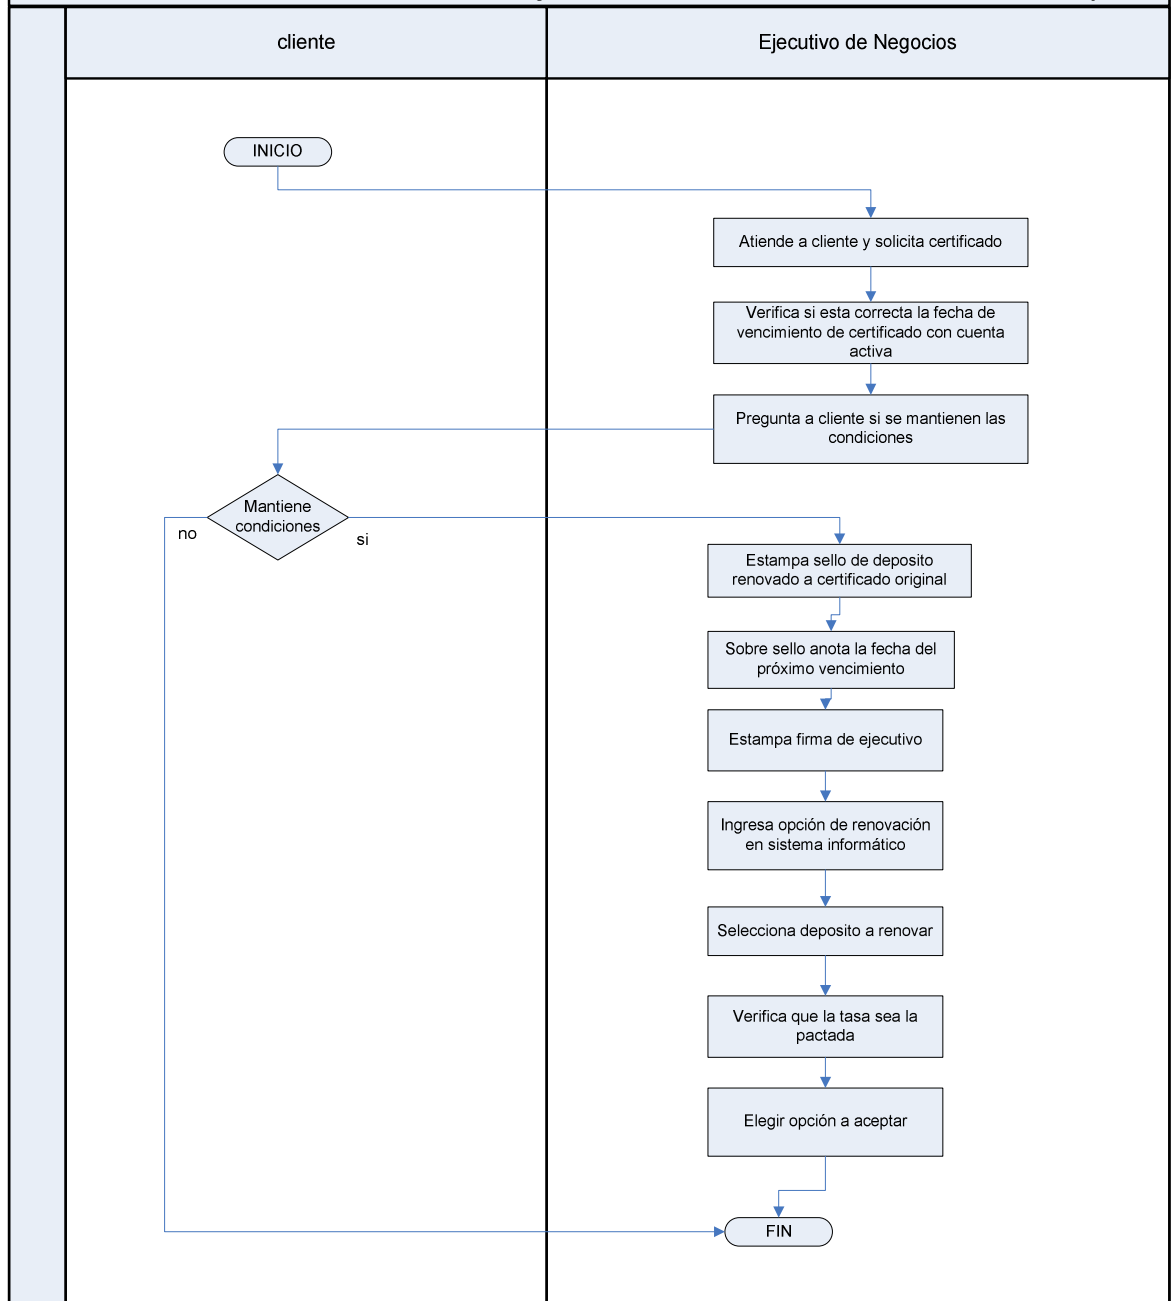 cliente
Ejecutivo de Negocios
INICIO
Atiende a cliente y solicita certificado
Verifica si esta correcta la fecha de
vencimiento de certificado con cuenta
activa
Pregunta a cliente si se mantienen las
condiciones
Mantiene
condiciones
no
si
Estampa sello de deposito
renovado a certificado original
Sobre sello anota la fecha del
próximo vencimiento
Estampa firma de ejecutivo
Ingresa opción de renovación
en sistema informático
Selecciona deposito a renovar
Verifica que la tasa sea la
pactada
Elegir opción a aceptar
FIN